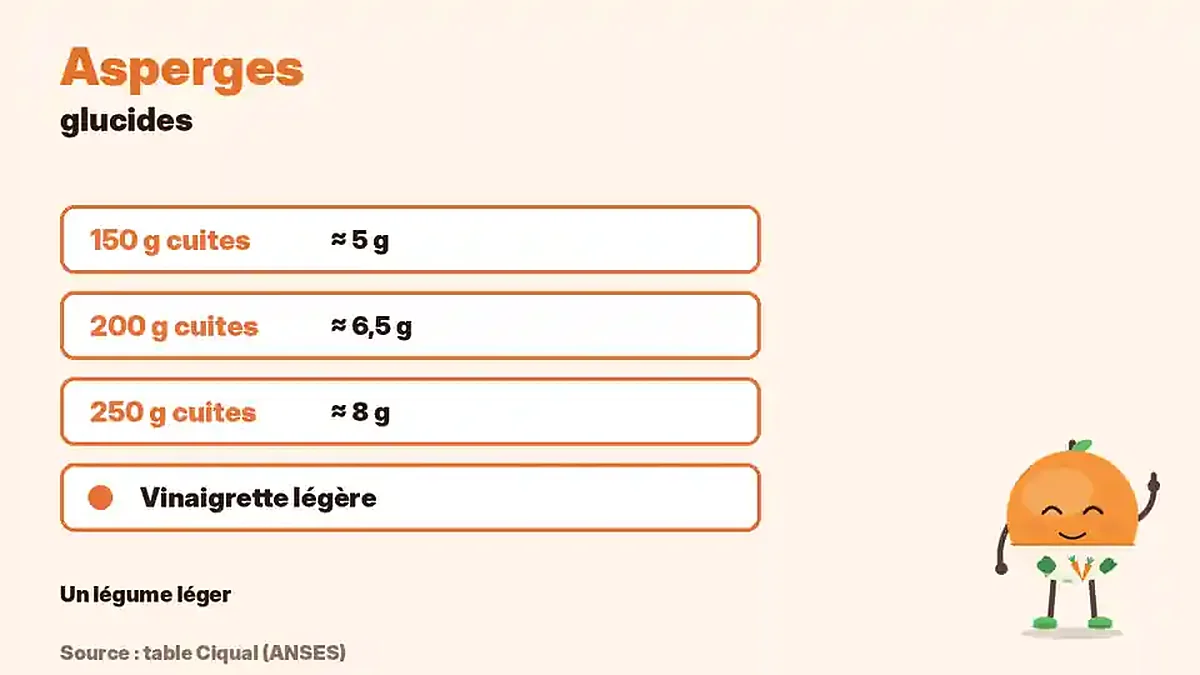 Asperges
glucides
150 g cuites ≈ 5 g
200 g cuites ≈ 6,5 g
250 g cuites ≈ 8 g
Vinaigrette légère
Un légume léger
Source : table Ciqual (ANSES)